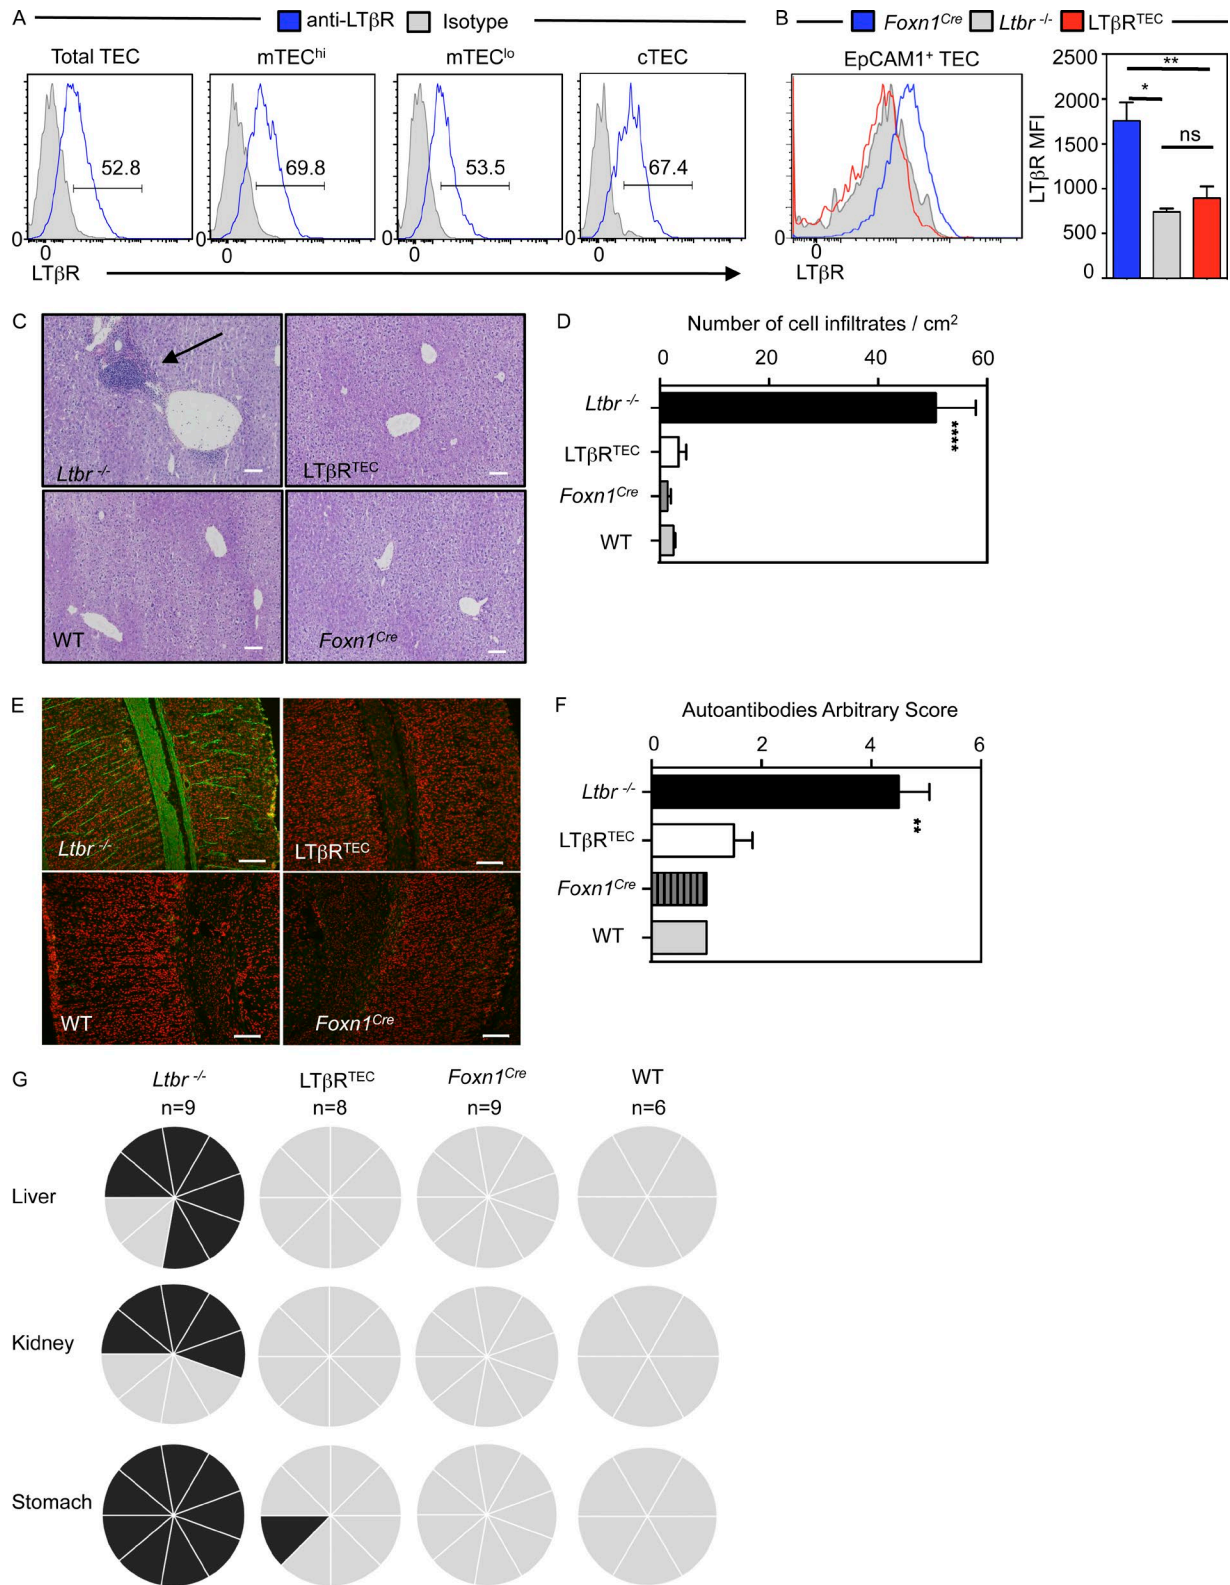 A anti-LTβR Isotype
Total TEC mTEChi mTEClo cTEC
52.8 69.8 53.5 67.4
0 0 0 0
0 0 0 0
LTβR
B Foxn1Cre Ltbr -/- LTβRTEC
EpCAM1+ TEC
0
0
LTβR
LTβR MFI
2500
2000
1500
1000
500
0
**
*
ns
C
Ltbr -/-
LTβRTEC
WT
Foxn1Cre
D Number of cell infiltrates / cm2
0 20 40 60
Ltbr -/-
****
LTβRTEC
Foxn1Cre
WT
E
Ltbr -/-
LTβRTEC
WT
Foxn1Cre
F Autoantibodies Arbitrary Score
0 2 4 6
Ltbr -/-
**
LTβRTEC
Foxn1Cre
WT
G Ltbr -/- LTβRTEC Foxn1Cre WT
n=9 n=8 n=9 n=6
Liver
Kidney
Stomach